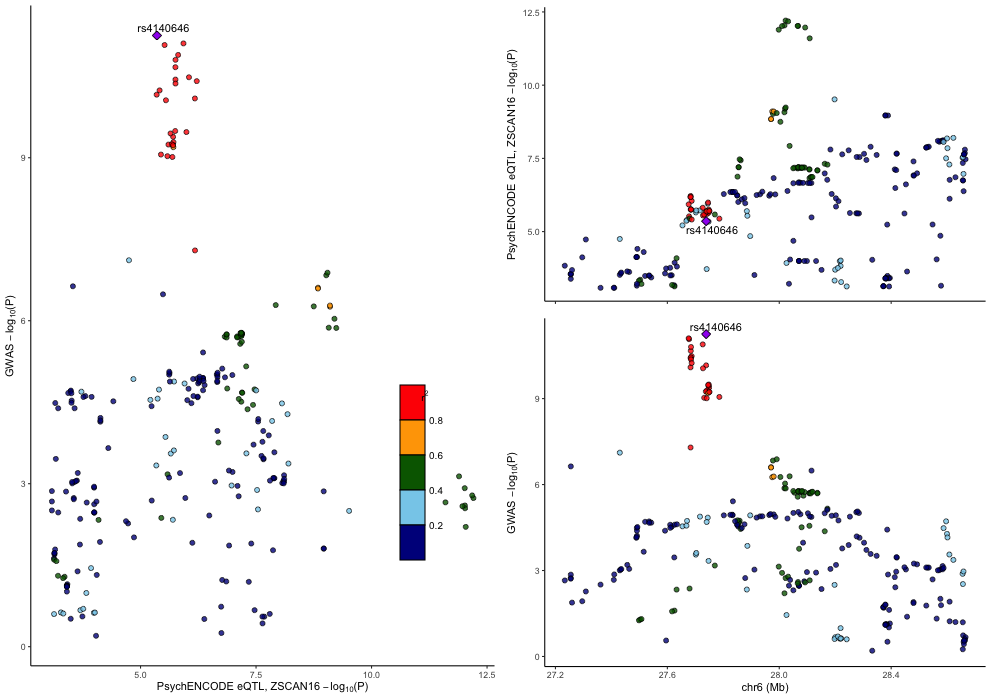 rs4140646
9
6
3
0
GWAS −log10(P)
5.0
7.5
10.0
12.5
PsychENCODE eQTL, ZSCAN16 −log10(P)
r2
0.8
0.6
0.4
0.2
12.5
10.0
7.5
5.0
PsychENCODE eQTL, ZSCAN16 −log10(P)
rs4140646
rs4140646
9
6
3
0
GWAS −log10(P)
27.2
27.6
28.0
28.4
chr6 (Mb)